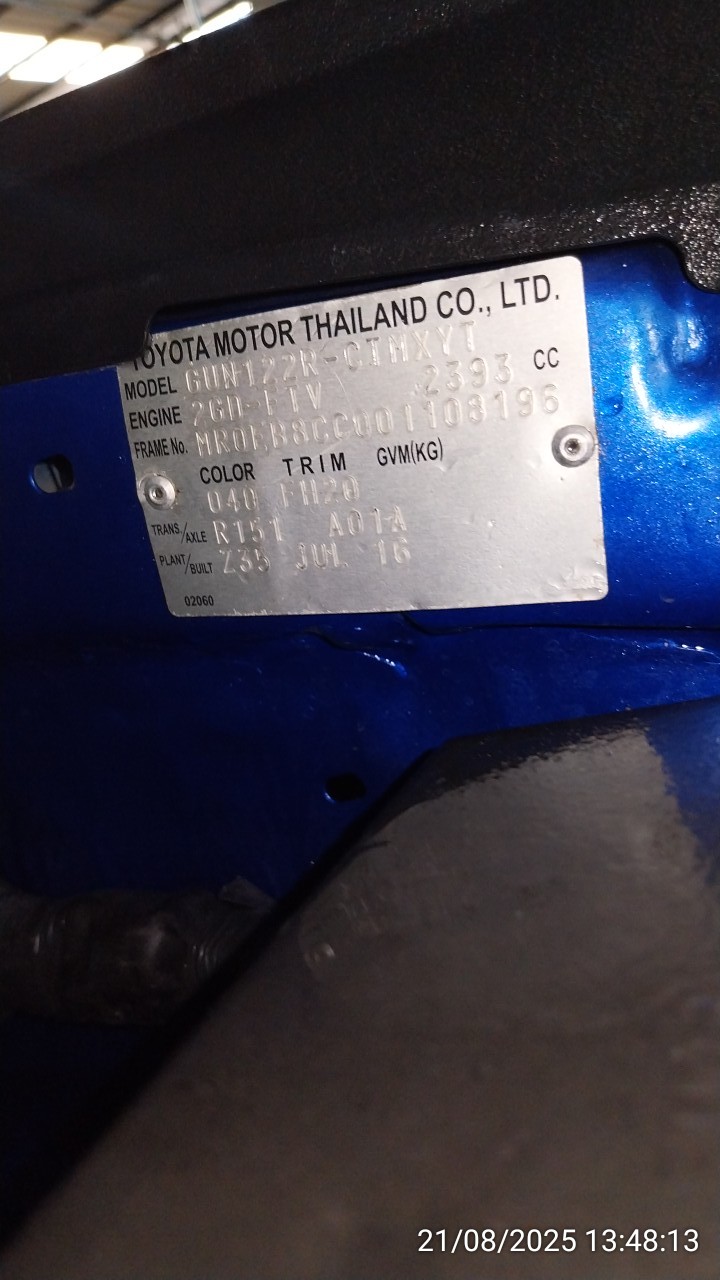 TOYOTA MOTOR THAILAND CO., LTD.
MODEL GUN122R-CTMXYT
ENGINE 2GD-FTV 2393 CC
FRAME No. MR0EB8CC001108196
COLOR TRIM GVM(KG)
040 FH20
TRANS./AXLE R151 A01A
PLANT/BUILT Z35 JUL 16
02060
21/08/2025 13:48:13